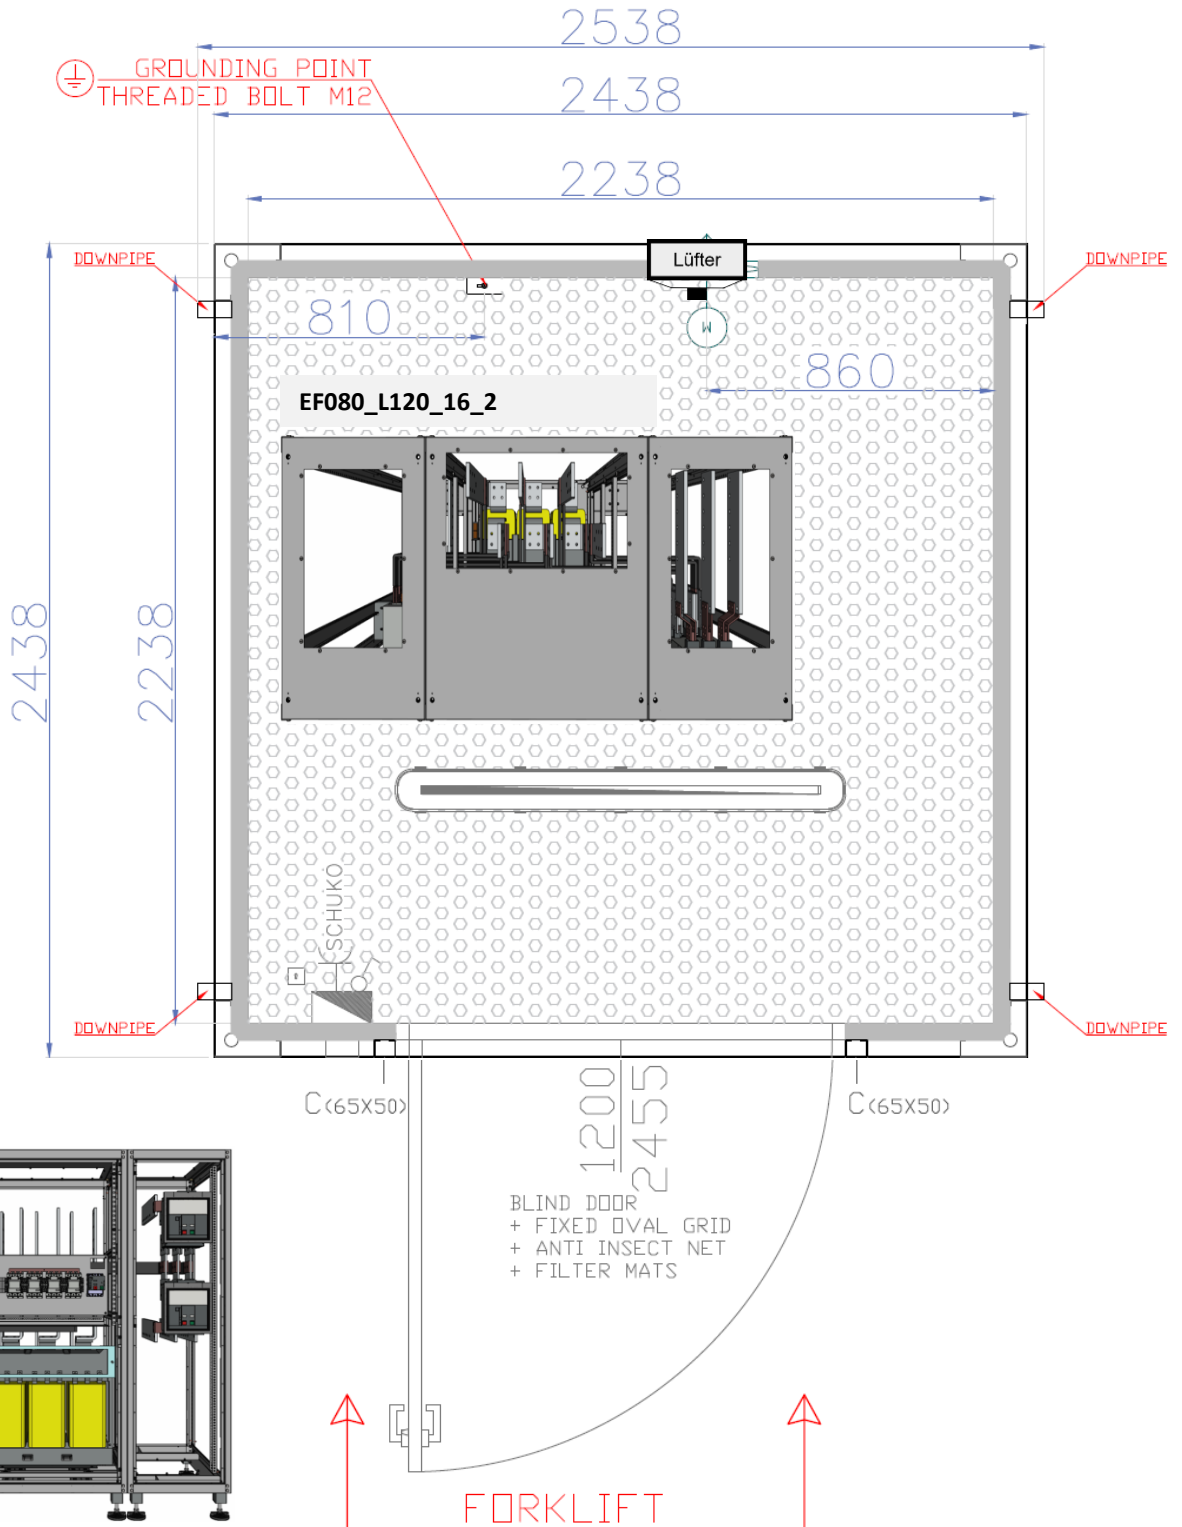 2538
GROUNDING POINT
THREADED BOLT M12
2438
2238
Lüfter
DOWNPIPE
DOWNPIPE
810
M
860
EF080_L120_16_2
2438
2238
SCHUKO
DOWNPIPE
DOWNPIPE
C(65X50)
1200
2455
C(65X50)
BLIND DOOR
+ FIXED OVAL GRID
+ ANTI INSECT NET
+ FILTER MATS
FORKLIFT